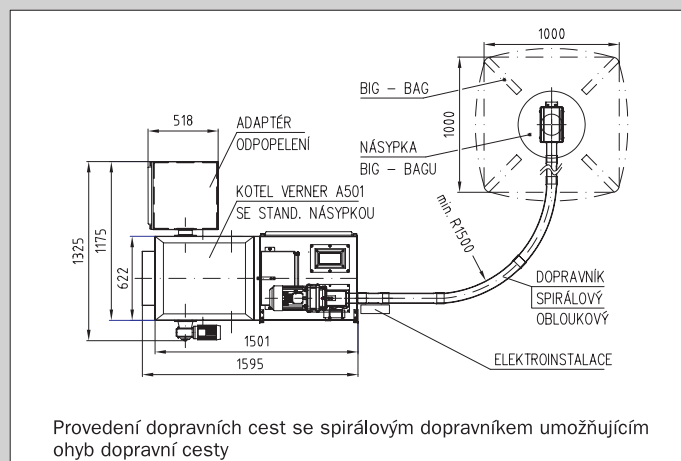 1000
BIG - BAG
1000
NÁSYPKA
BIG - BAGU
518
ADAPTÉR
ODPOPELENÍ
KOTEL VERNER A501
SE STAND. NÁSYPKOU
1325
1175
622
min. R1500
DOPRAVNÍK
SPIRÁLOVÝ
OBLOUKOVÝ
ELEKTROINSTALACE
1501
1595
Provedení dopravních cest se spirálovým dopravníkem umožňujícím
ohyb dopravní cesty